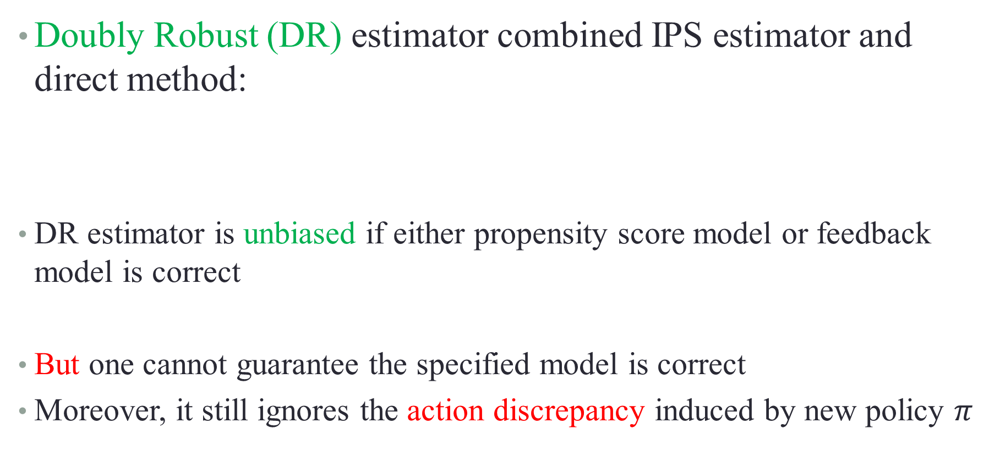 • Doubly Robust (DR) estimator combined IPS estimator and
direct method:
• DR estimator is unbiased if either propensity score model or feedback
model is correct
• But one cannot guarantee the specified model is correct
• Moreover, it still ignores the action discrepancy induced by new policy π